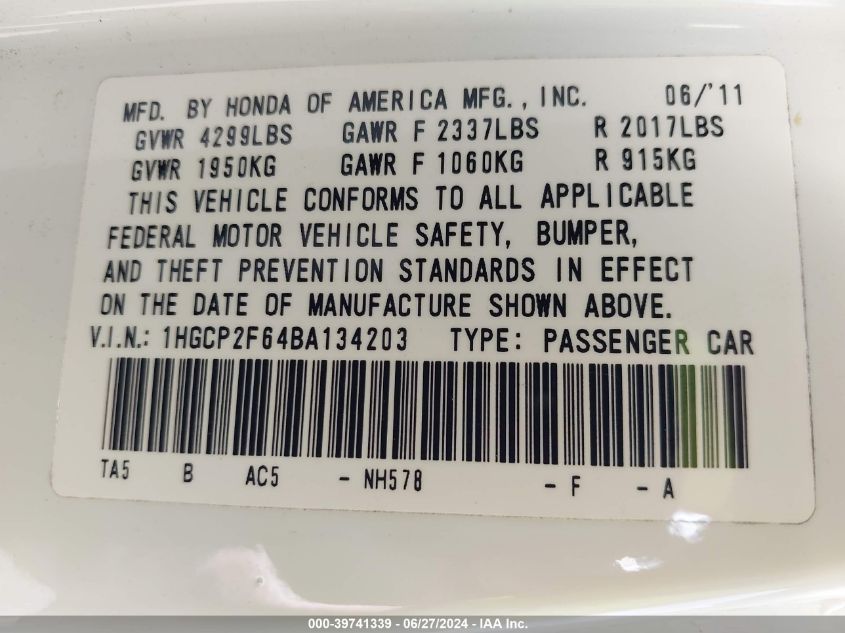 MFD. BY HONDA OF AMERICA MFG., INC. 06/'11
GVWR 4299LBS GAWR F 2337LBS R 2017LBS
GVWR 1950KG GAWR F 1060KG R 915KG
THIS VEHICLE CONFORMS TO ALL APPLICABLE
FEDERAL MOTOR VEHICLE SAFETY, BUMPER,
AND THEFT PREVENTION STANDARDS IN EFFECT
ON THE DATE OF MANUFACTURE SHOWN ABOVE.
V.I.N.: 1HGCP2F64BA134203 TYPE: PASSENGER CAR
TA5 B AC5 - NH578 - F - A
000-39741339 - 06/27/2024 - IAA Inc.